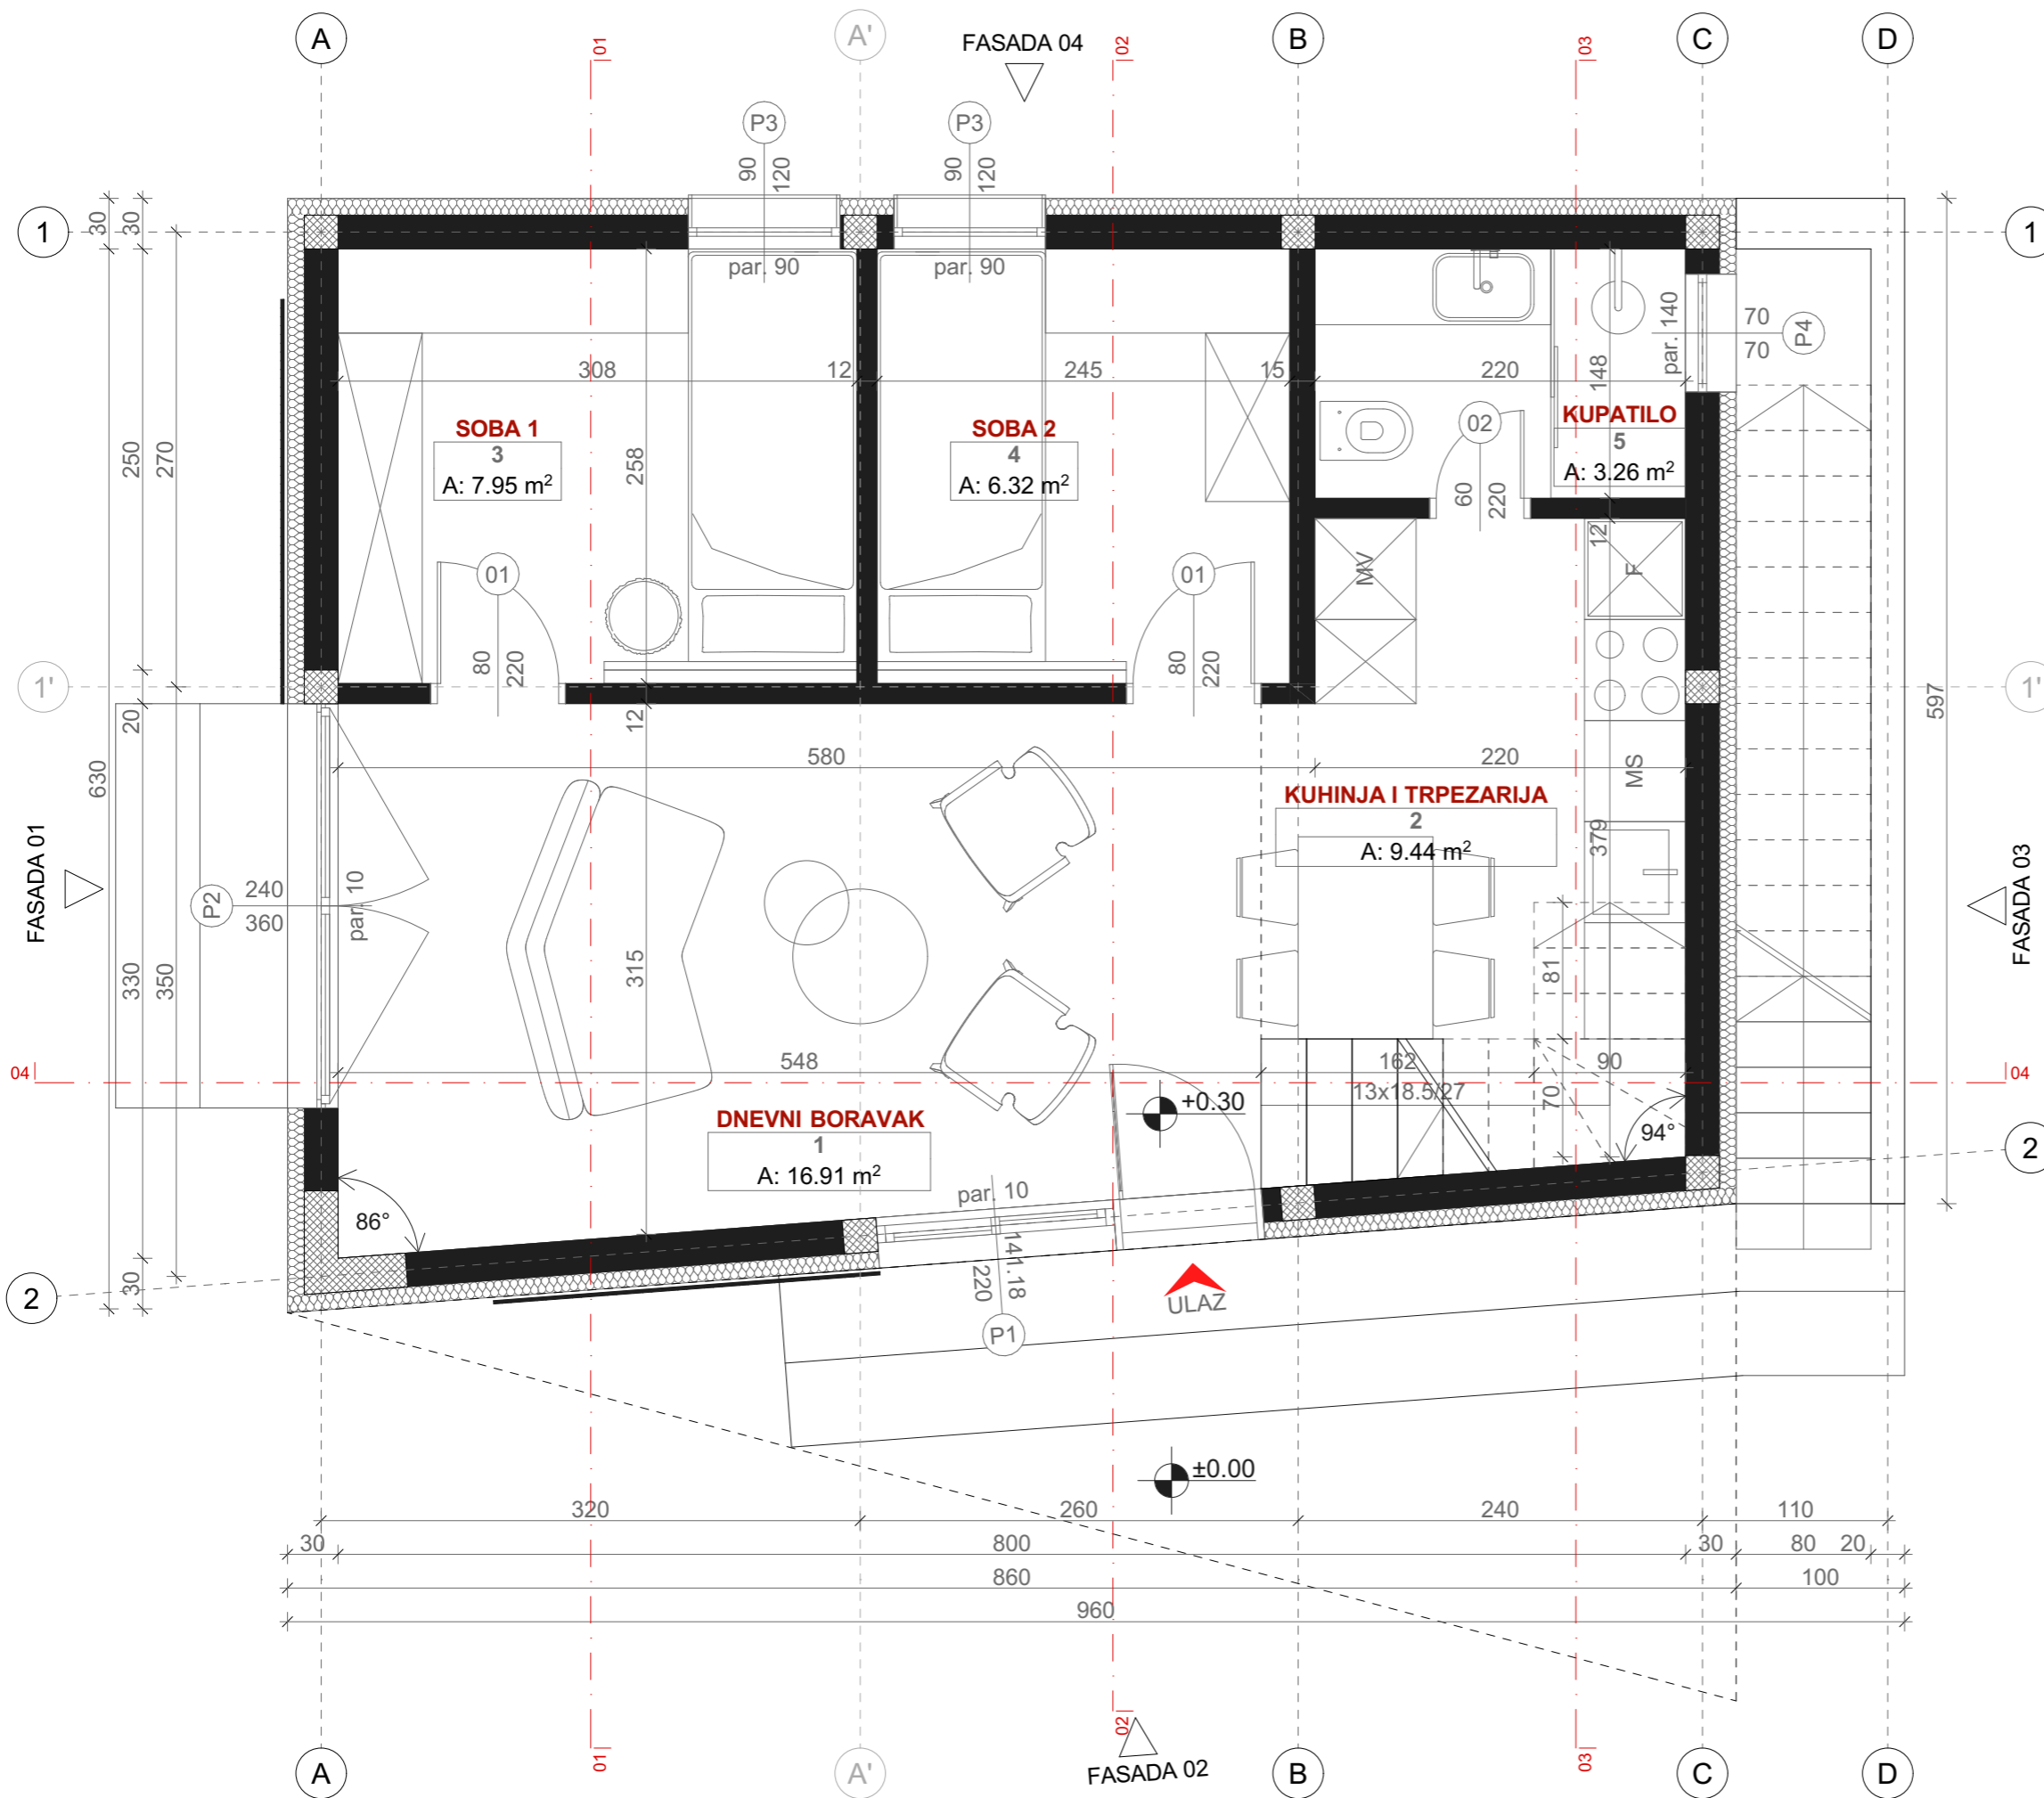 A
A'
B
C
D
01
02
03
FASADA 04
P3
90
120
P3
90
120
1
1
30
30
par. 90
par. 90
par. 140
70
70
P4
308
12
245
15
220
148
250
270
258
SOBA 1
3
A: 7.95 m²
SOBA 2
4
A: 6.32 m²
02
60
220
KUPATILO
5
A: 3.26 m²
12
MV
F
01
80
220
01
80
220
1'
1'
20
12
597
630
580
220
MS
KUHINJA I TRPEZARIJA
2
A: 9.44 m²
379
FASADA 01
P2
240
360
par. 10
FASADA 03
330
350
315
81
04
04
548
162
90
13x18.5/27
70
+0.30
94°
DNEVNI BORAVAK
1
A: 16.91 m²
86°
par. 10
141.18
220
P1
ULAZ
2
2
30
±0.00
320
260
240
110
30
800
30
80
20
860
100
960
01
02
03
FASADA 02
A
A'
B
C
D